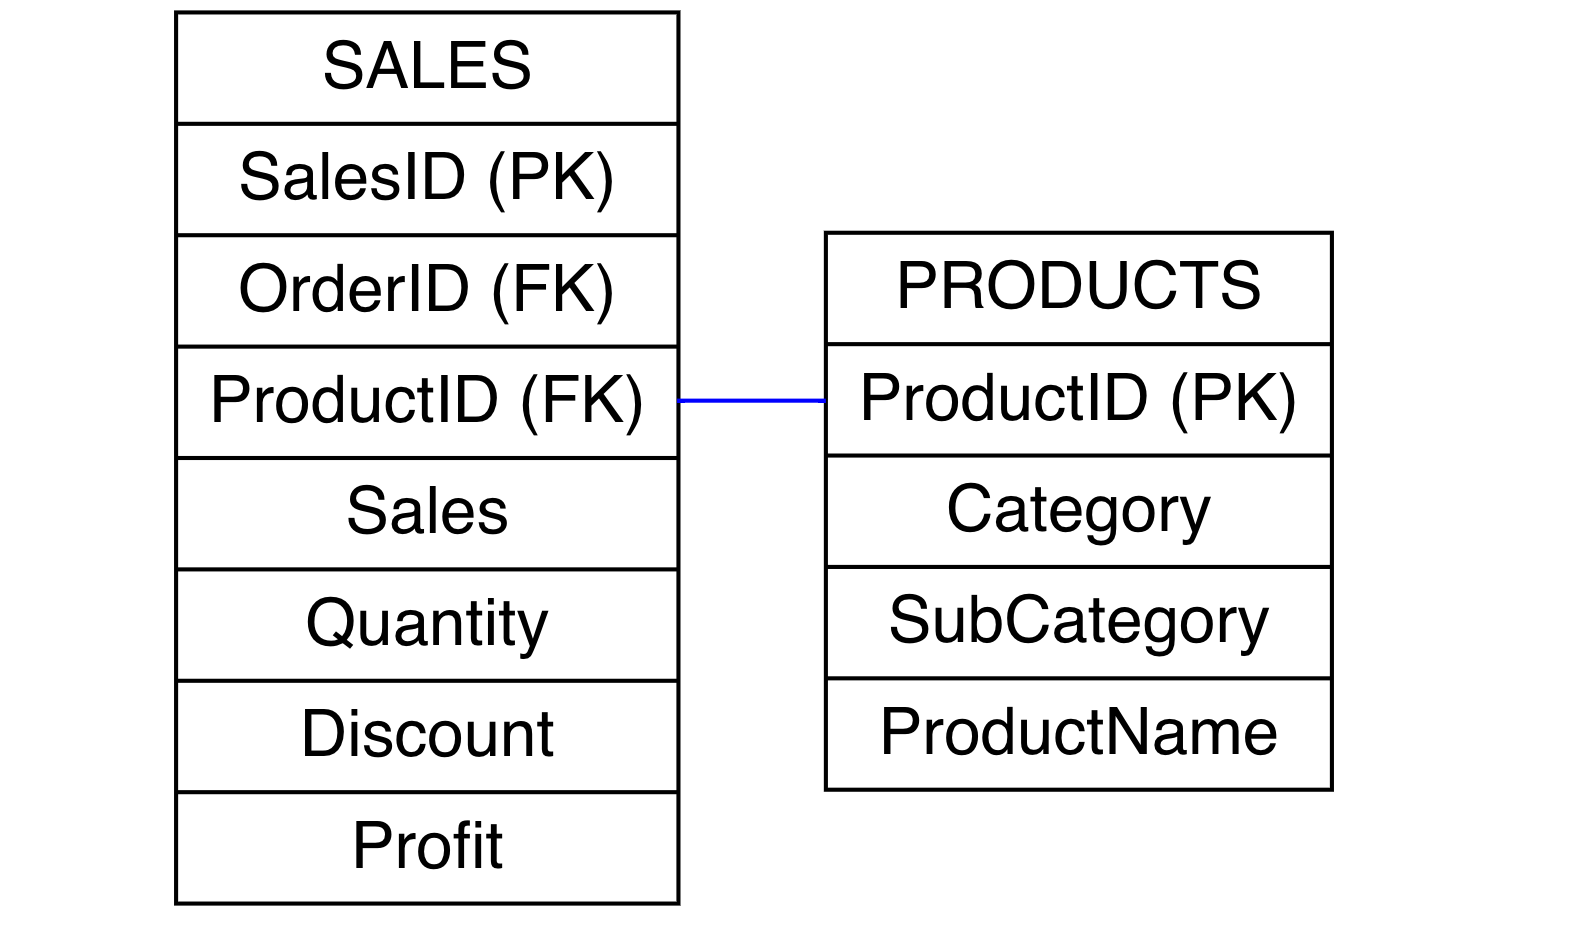 SALES
SalesID (PK)
OrderID (FK)
ProductID (FK)
Sales
Quantity
Discount
Profit
PRODUCTS
ProductID (PK)
Category
SubCategory
ProductName